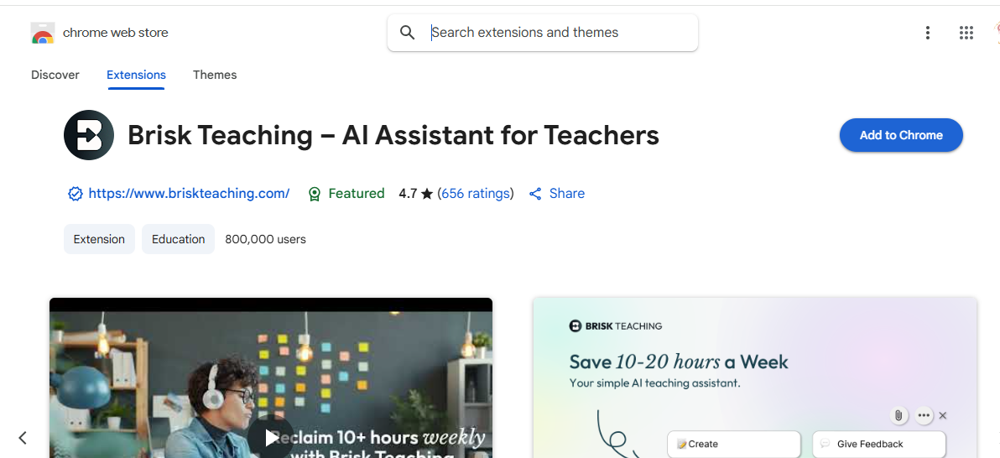 chrome web store
Search extensions and themes
Discover Extensions Themes
Brisk Teaching – AI Assistant for Teachers
Add to Chrome
https://www.briskteaching.com/ Featured 4.7 ★ (656 ratings) Share
Extension Education 800,000 users
Reclaim 10+ hours weekly
with Brisk Teaching
BRISK TEACHING
Save 10-20 hours a Week
Your simple AI teaching assistant.
Create
Give Feedback